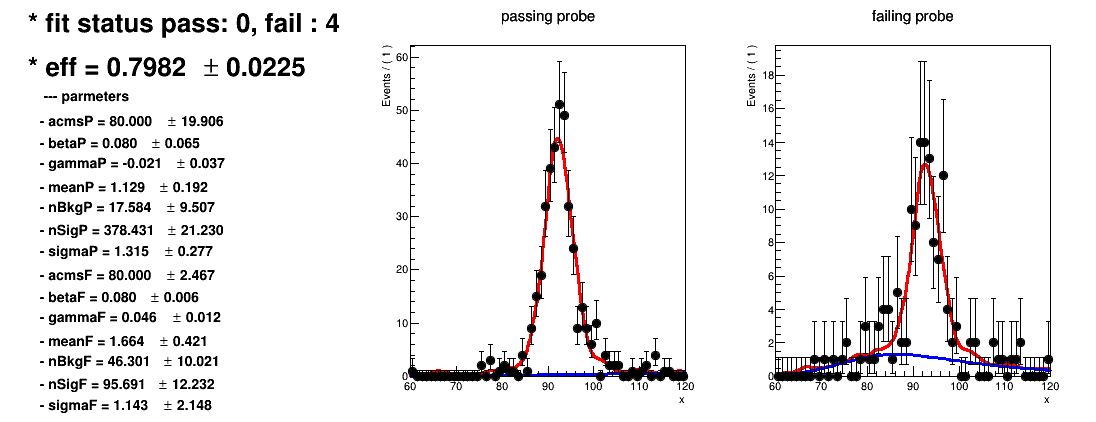 * fit status pass: 0, fail : 4
* eff = 0.7982 ± 0.0225
--- parmeters
- acmsP = 80.000 ± 19.906
- betaP = 0.080 ± 0.065
- gammaP = -0.021 ± 0.037
- meanP = 1.129 ± 0.192
- nBkgP = 17.584 ± 9.507
- nSigP = 378.431 ± 21.230
- sigmaP = 1.315 ± 0.277
- acmsF = 80.000 ± 2.467
- betaF = 0.080 ± 0.006
- gammaF = 0.046 ± 0.012
- meanF = 1.664 ± 0.421
- nBkgF = 46.301 ± 10.021
- nSigF = 95.691 ± 12.232
- sigmaF = 1.143 ± 2.148
passing probe
Events / ( 1 )
60
50
40
30
20
10
0
60 70 80 90 100 110 120
x
failing probe
Events / ( 1 )
18
16
14
12
10
8
6
4
2
0
60 70 80 90 100 110 120
x